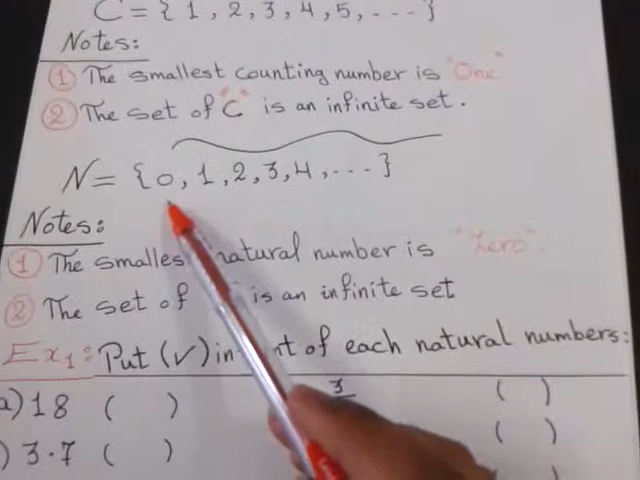 C = { 1 , 2 , 3 , 4 , 5 , ---- }
Notes:
① The smallest counting number is "One"
② The set of "C" is an infinite set.
N = { 0 , 1 , 2 , 3 , 4 , --- }
Notes:
① The smallest natural number is "Zero".
② The set of is an infinite set
Ex1: Put (✓) in of each natural numbers:
a) 18 ( ) 3 ( )
) 3.7 ( ) ( )
)